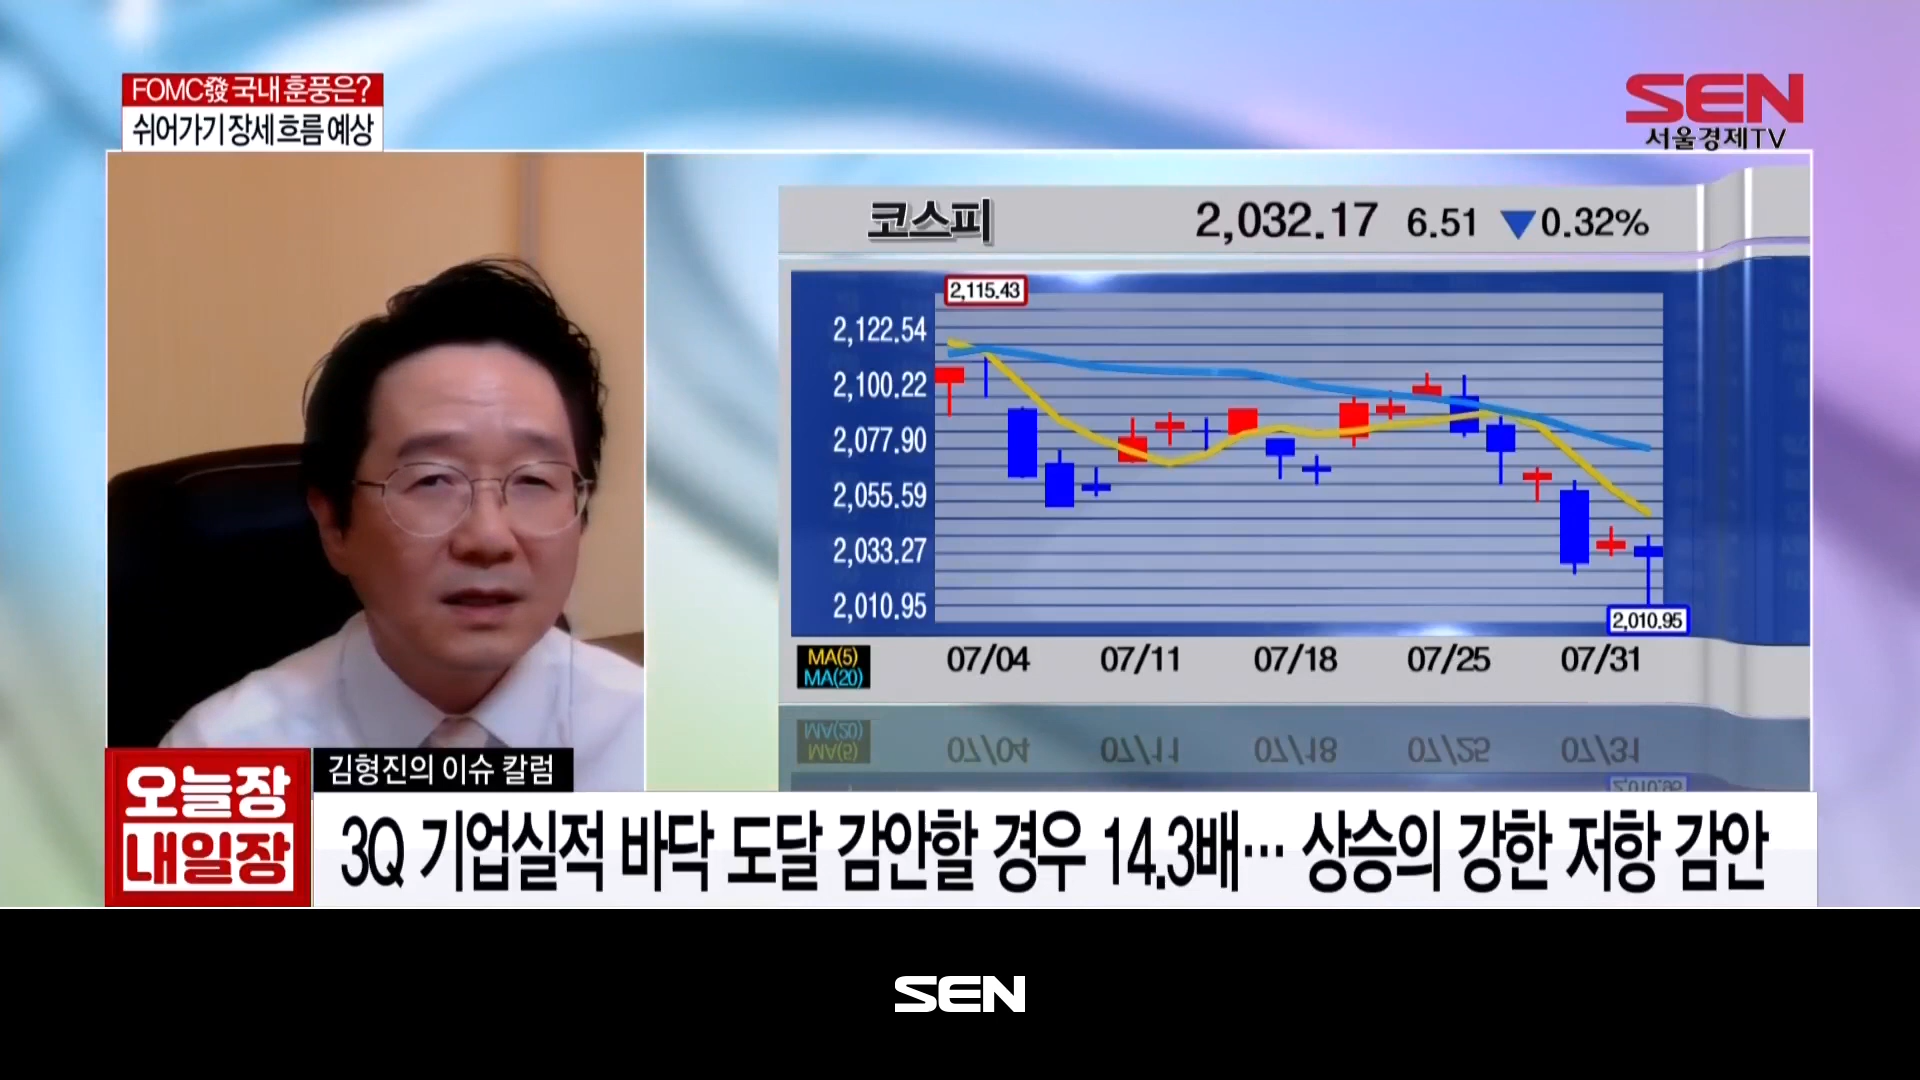 FOMC發 국내 훈풍은?
쉬어가기 장세 흐름 예상
SEN
서울경제TV
코스피 2,032.17 6.51 ▼0.32%
2,115.43
2,122.54
2,100.22
2,077.90
2,055.59
2,033.27
2,010.95
2,010.95
MA(5)
MA(20)
07/04 07/11 07/18 07/25 07/31
오늘장
내일장
김형진의 이슈 칼럼
3Q 기업실적 바닥 도달 감안할 경우 14.3배… 상승의 강한 저항 감안
SEN